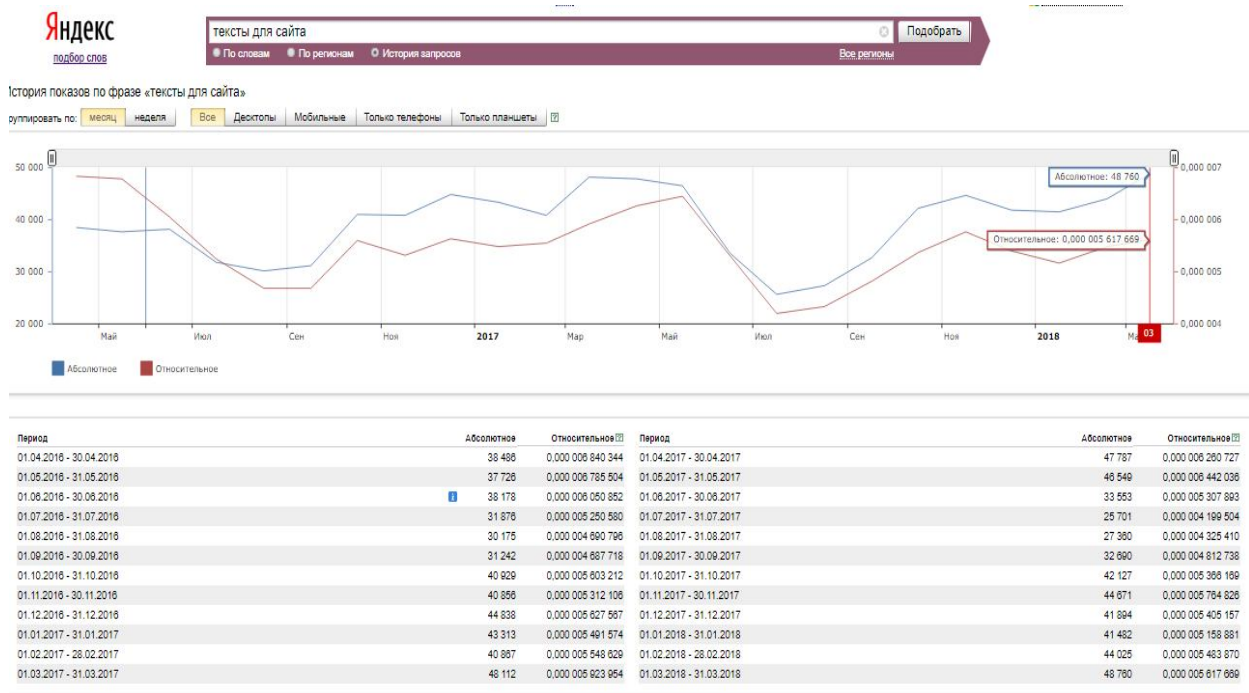 Яндекс
подбор слов
тексты для сайта
Подобрать
По словам По регионам История запросов Все регионы
История показов по фразе «тексты для сайта»
руппировать по: месяц неделя Все Десктопы Мобильные Только телефоны Только планшеты
50 000 0,000 007
Абсолютное: 48 760
40 000 0,000 006
Относительное: 0,000 005 617 669
30 000 0,000 005
20 000 0,000 004
Май Июл Сен Ноя 2017 Мар Май Июл Сен Ноя 2018 Ма 03
Абсолютное Относительное
Период Абсолютное Относительное Период Абсолютное Относительное
01.04.2016 - 30.04.2016 38 486 0,000 006 840 344 01.04.2017 - 30.04.2017 47 787 0,000 006 260 727
01.05.2016 - 31.05.2016 37 726 0,000 006 785 504 01.05.2017 - 31.05.2017 46 549 0,000 006 442 036
01.06.2016 - 30.06.2016 38 178 0,000 006 050 852 01.06.2017 - 30.06.2017 33 553 0,000 005 307 893
01.07.2016 - 31.07.2016 31 876 0,000 005 250 580 01.07.2017 - 31.07.2017 25 701 0,000 004 199 504
01.08.2016 - 31.08.2016 30 175 0,000 004 690 796 01.08.2017 - 31.08.2017 27 360 0,000 004 325 410
01.09.2016 - 30.09.2016 31 242 0,000 004 687 718 01.09.2017 - 30.09.2017 32 690 0,000 004 812 738
01.10.2016 - 31.10.2016 40 929 0,000 005 603 212 01.10.2017 - 31.10.2017 42 127 0,000 005 366 169
01.11.2016 - 30.11.2016 40 856 0,000 005 312 106 01.11.2017 - 30.11.2017 44 671 0,000 005 764 826
01.12.2016 - 31.12.2016 44 838 0,000 005 627 567 01.12.2017 - 31.12.2017 41 894 0,000 005 405 157
01.01.2017 - 31.01.2017 43 313 0,000 005 491 574 01.01.2018 - 31.01.2018 41 482 0,000 005 158 881
01.02.2017 - 28.02.2017 40 867 0,000 005 548 629 01.02.2018 - 28.02.2018 44 025 0,000 005 483 870
01.03.2017 - 31.03.2017 48 112 0,000 005 923 954 01.03.2018 - 31.03.2018 48 760 0,000 005 617 669